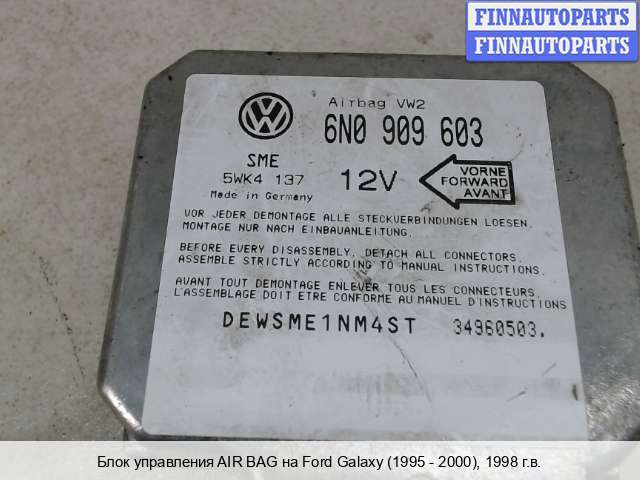 FINNAUTOPARTS
FINNAUTOPARTS
Airbag VW2
6N0 909 603
SME
5WK4 137
Made in Germany
12V
VORNE
FORWARD
AVANT
VOR JEDER DEMONTAGE ALLE STECKVERBINDUNGEN LOESEN.
MONTAGE NUR NACH EINBAUANLEITUNG.
BEFORE EVERY DISASSEMBLY, DETACH ALL CONNECTORS.
ASSEMBLE STRICTLY ACCORDING TO MANUAL INSTRUCTIONS.
AVANT TOUT DEMONTAGE ENLEVER TOUS LES CONNECTEURS.
L'ASSEMBLAGE DOIT ETRE CONFORME AU MANUEL D'INSTRUCTIONS
DEWSME1NM4ST 34960503.
Блок управления AIR BAG на Ford Galaxy (1995 - 2000), 1998 г.в.